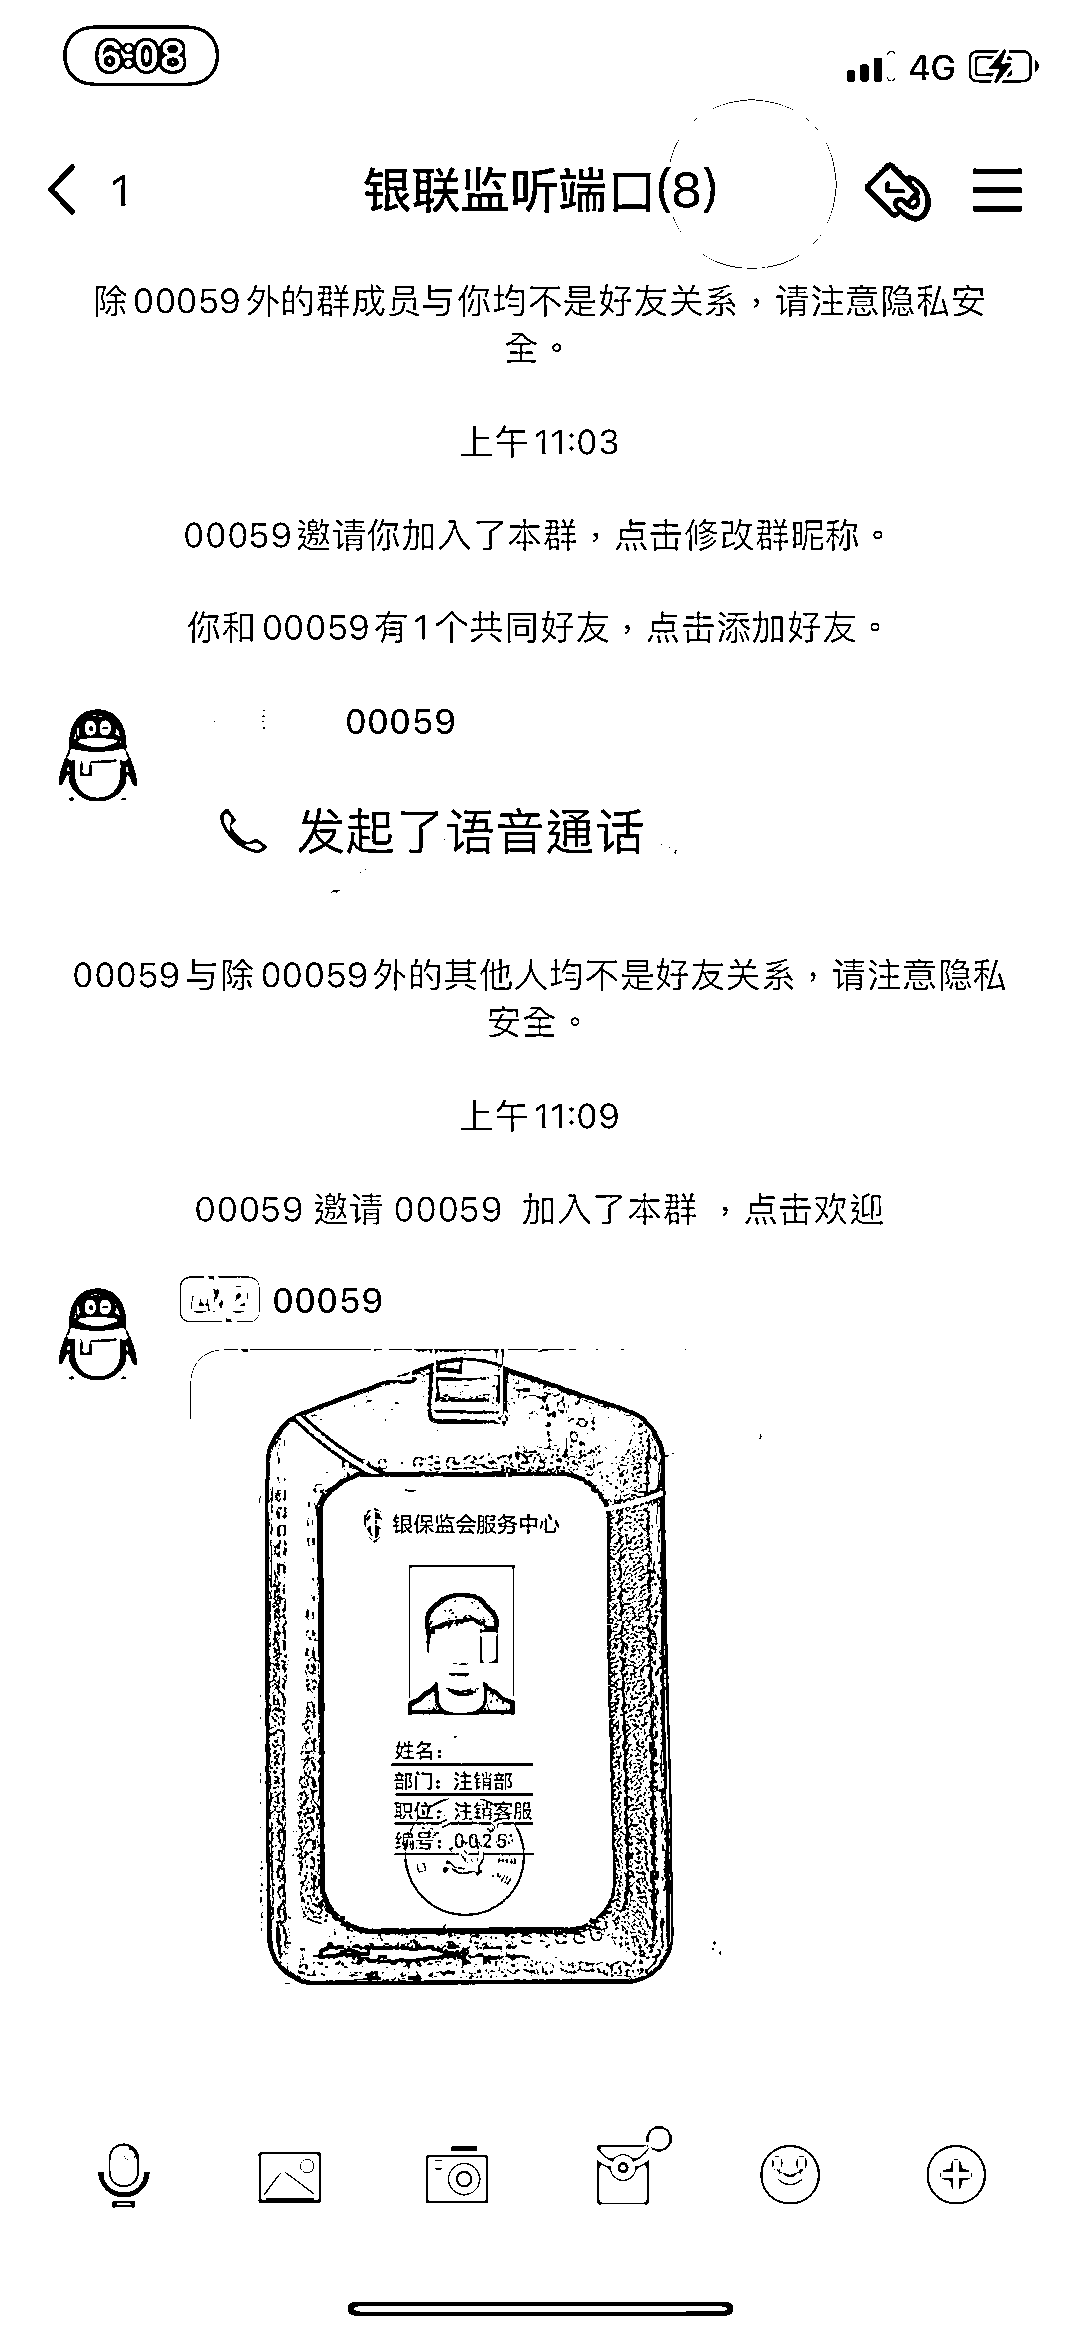 6:08
4G
1
银联监听端口(8)
除00059外的群成员与你均不是好友关系，请注意隐私安
全。
上午11:03
00059邀请你加入了本群，点击修改群昵称。
你和00059有1个共同好友，点击添加好友。
00059
发起了语音通话
00059与除00059外的其他人均不是好友关系，请注意隐私
安全。
上午11:09
00059 邀请 00059 加入了本群 ，点击欢迎
00059
银保监会服务中心
姓名：
部门：注销部
职位：注销客服
编号：0025